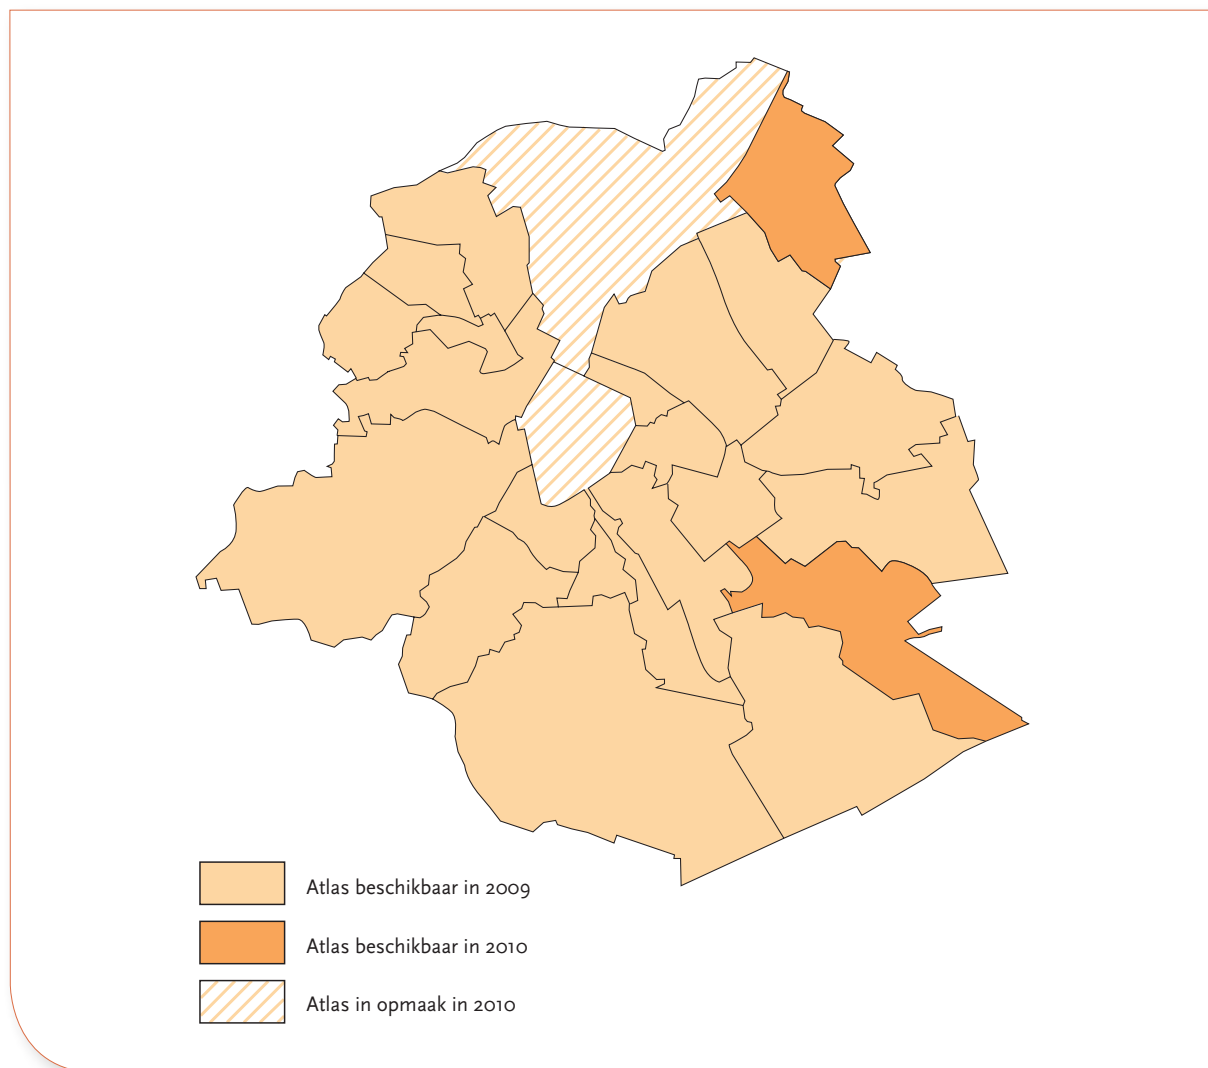 Atlas beschikbaar in 2009
Atlas beschikbaar in 2010
Atlas in opmaak in 2010